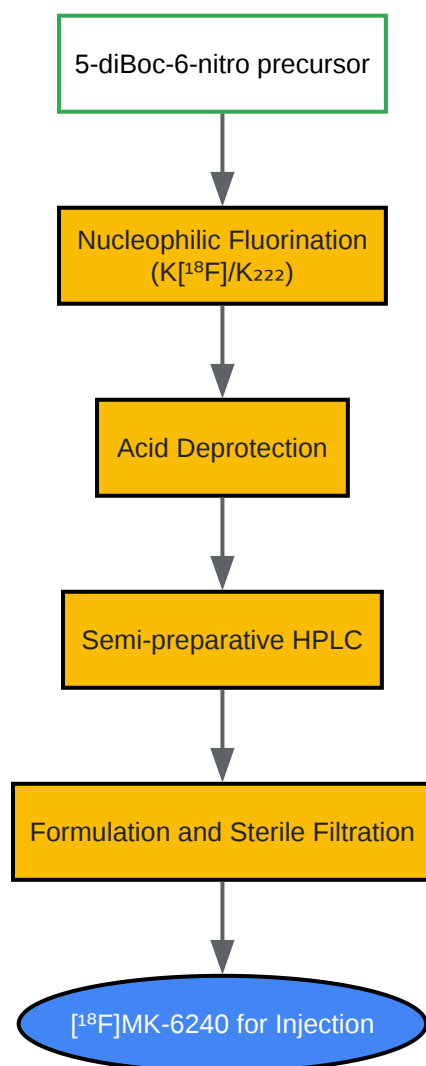 5-diBoc-6-nitro precursor
Nucleophilic Fluorination
(K[¹⁸F]/K₂₂₂)
Acid Deprotection
Semi-preparative HPLC
Formulation and Sterile Filtration
[¹⁸F]MK-6240 for Injection